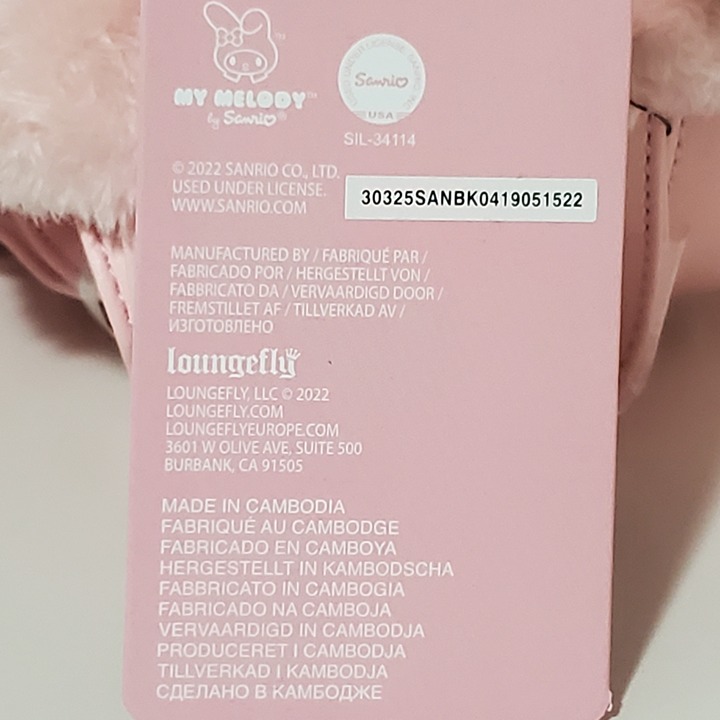 MY MELODY™
by Sanrio®
Sanrio
USA
SIL-34114
© 2022 SANRIO CO., LTD.
USED UNDER LICENSE.
WWW.SANRIO.COM
30325SANBK0419051522
MANUFACTURED BY / FABRIQUÉ PAR /
FABRICADO POR / HERGESTELLT VON /
FABBRICATO DA / VERVAARDIGD DOOR /
FREMSTILLET AF / TILLVERKAD AV /
ИЗГОТОВЛЕНО
loungefly
LOUNGEFLY, LLC © 2022
LOUNGEFLY.COM
LOUNGEFLYEUROPE.COM
3601 W OLIVE AVE, SUITE 500
BURBANK, CA 91505
MADE IN CAMBODIA
FABRIQUÉ AU CAMBODGE
FABRICADO EN CAMBOYA
HERGESTELLT IN KAMBODSCHA
FABBRICATO IN CAMBOGIA
FABRICADO NA CAMBOJA
VERVAARDIGD IN CAMBODJA
PRODUCERET I CAMBODJA
TILLVERKAD I KAMBODJA
СДЕЛАНО В КАМБОДЖЕ